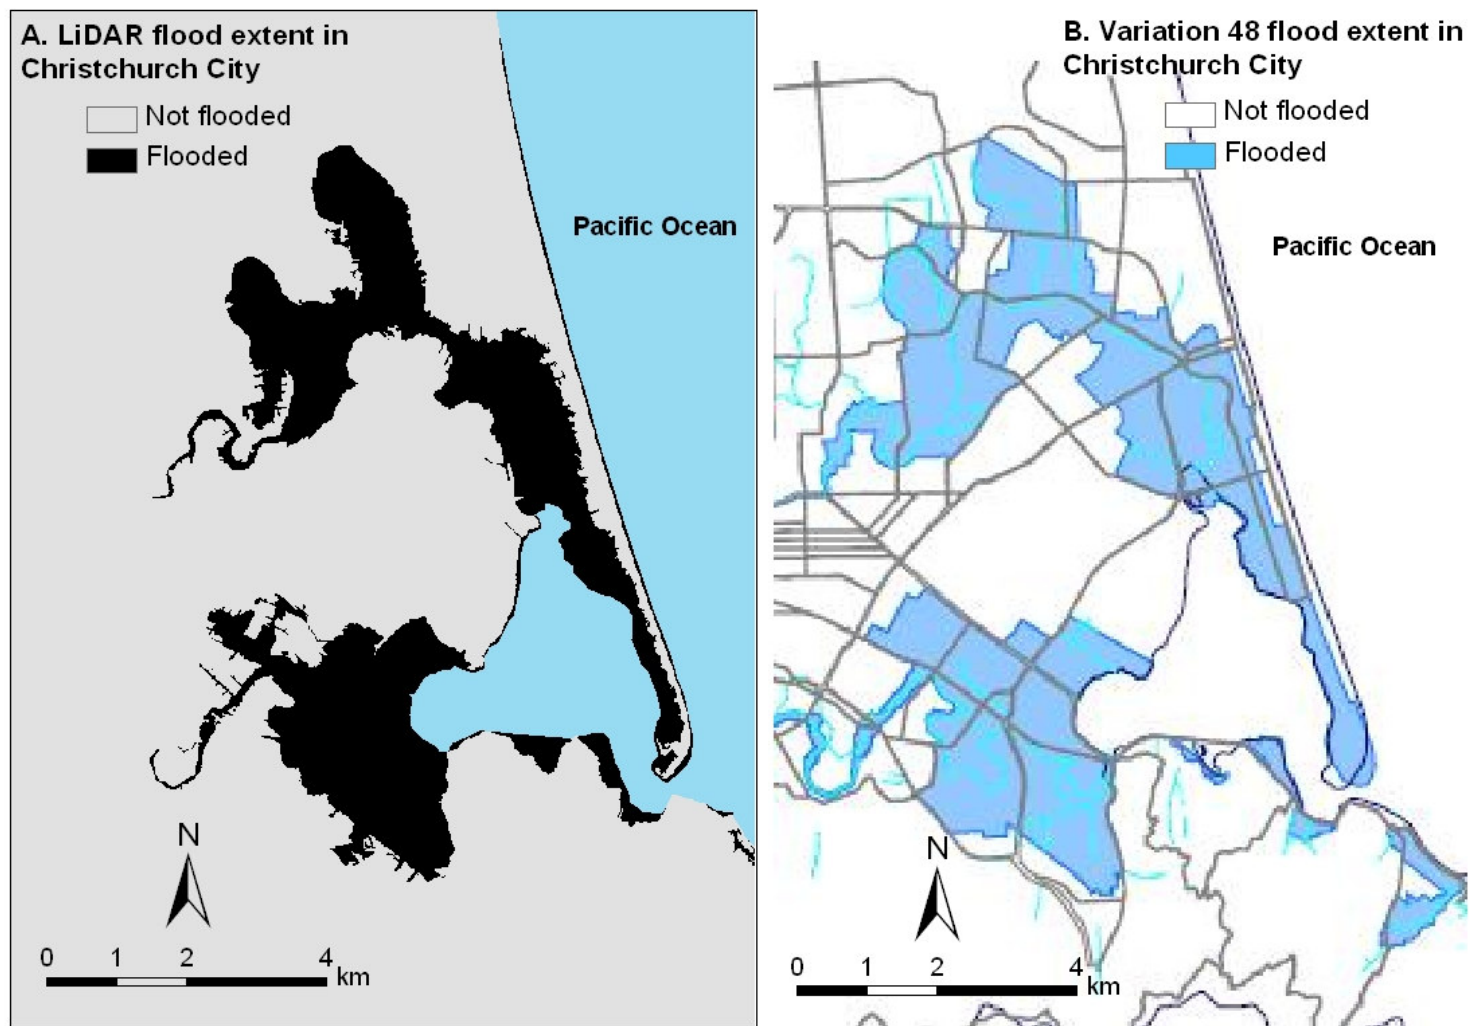 A. LiDAR flood extent in
Christchurch City
Not flooded
Flooded
Pacific Ocean
N
0 1 2 4
km
B. Variation 48 flood extent in
Christchurch City
Not flooded
Flooded
Pacific Ocean
N
0 1 2 4
km